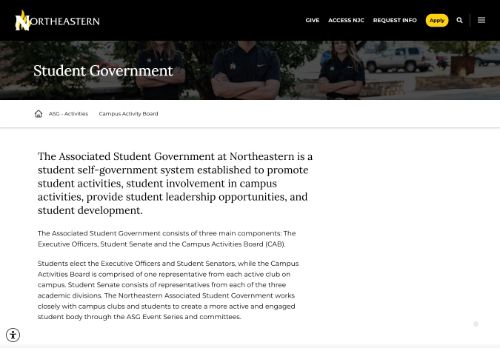 NORTHEASTERN
GIVE ACCESS NJC REQUEST INFO Apply
Student Government
ASG - Activities Campus Activity Board
The Associated Student Government at Northeastern is a
student self-government system established to promote
student activities, student involvement in campus
activities, provide student leadership opportunities, and
student development.
The Associated Student Government consists of three main components: The
Executive Officers, Student Senate and the Campus Activities Board (CAB).
Students elect the Executive Officers and Student Senators, while the Campus
Activities Board is comprised of one representative from each active club on
campus. Student Senate consists of representatives from each of the three
academic divisions. The Northeastern Associated Student Government works
closely with campus clubs and students to create a more active and engaged
student body through the ASG Event Series and committees.